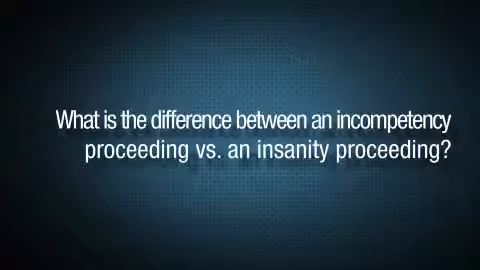 What is the difference between an incompetency
proceeding vs. an insanity proceeding?